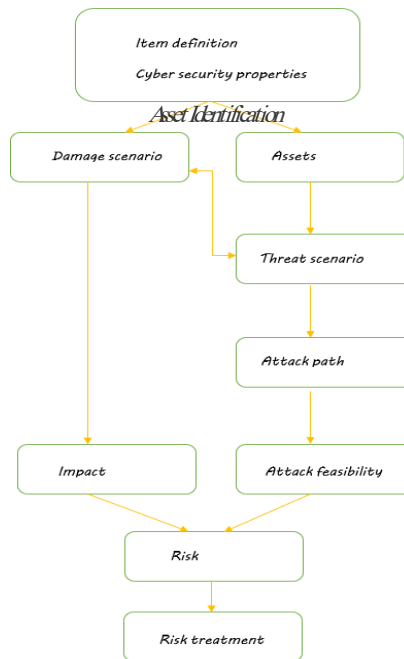 Item definition
Cyber security properties
Asset Identification
Damage scenario
Assets
Threat scenario
Attack path
Impact
Attack feasibility
Risk
Risk treatment